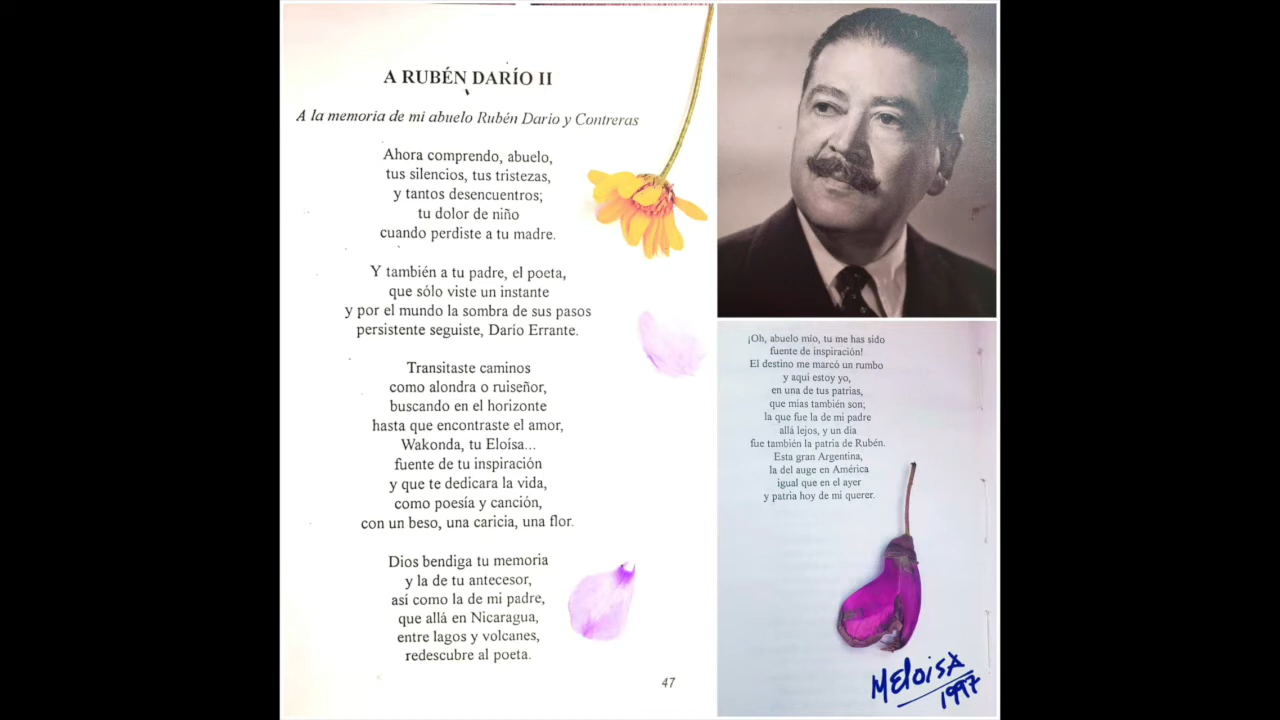 A RUBÉN DARÍO II
A la memoria de mi abuelo Rubén Darío y Contreras
Ahora comprendo, abuelo,
tus silencios, tus tristezas,
y tantos desencuentros;
tu dolor de niño
cuando perdiste a tu madre.
Y también a tu padre, el poeta,
que sólo viste un instante
y por el mundo la sombra de sus pasos
persistente seguiste, Darío Errante.
Transitaste caminos
como alondra o ruiseñor,
buscando en el horizonte
hasta que encontraste el amor,
Wakonda, tu Eloísa...
fuente de tu inspiración
y que te dedicara la vida,
como poesía y canción,
con un beso, una caricia, una flor.
Dios bendiga tu memoria
y la de tu antecesor,
así como la de mi padre,
que allá en Nicaragua,
entre lagos y volcanes,
redescubre al poeta.
47
¡Oh, abuelo mío, tu me has sido
fuente de inspiración!
El destino me marcó un rumbo
y aquí estoy yo,
en una de tus patrias,
que mías también son;
la que fue la de mi padre
allá lejos, y un día
fue también la patria de Rubén.
Esta gran Argentina,
la del auge en América
igual que en el ayer
y patria hoy de mi querer.
MEloisA
1997